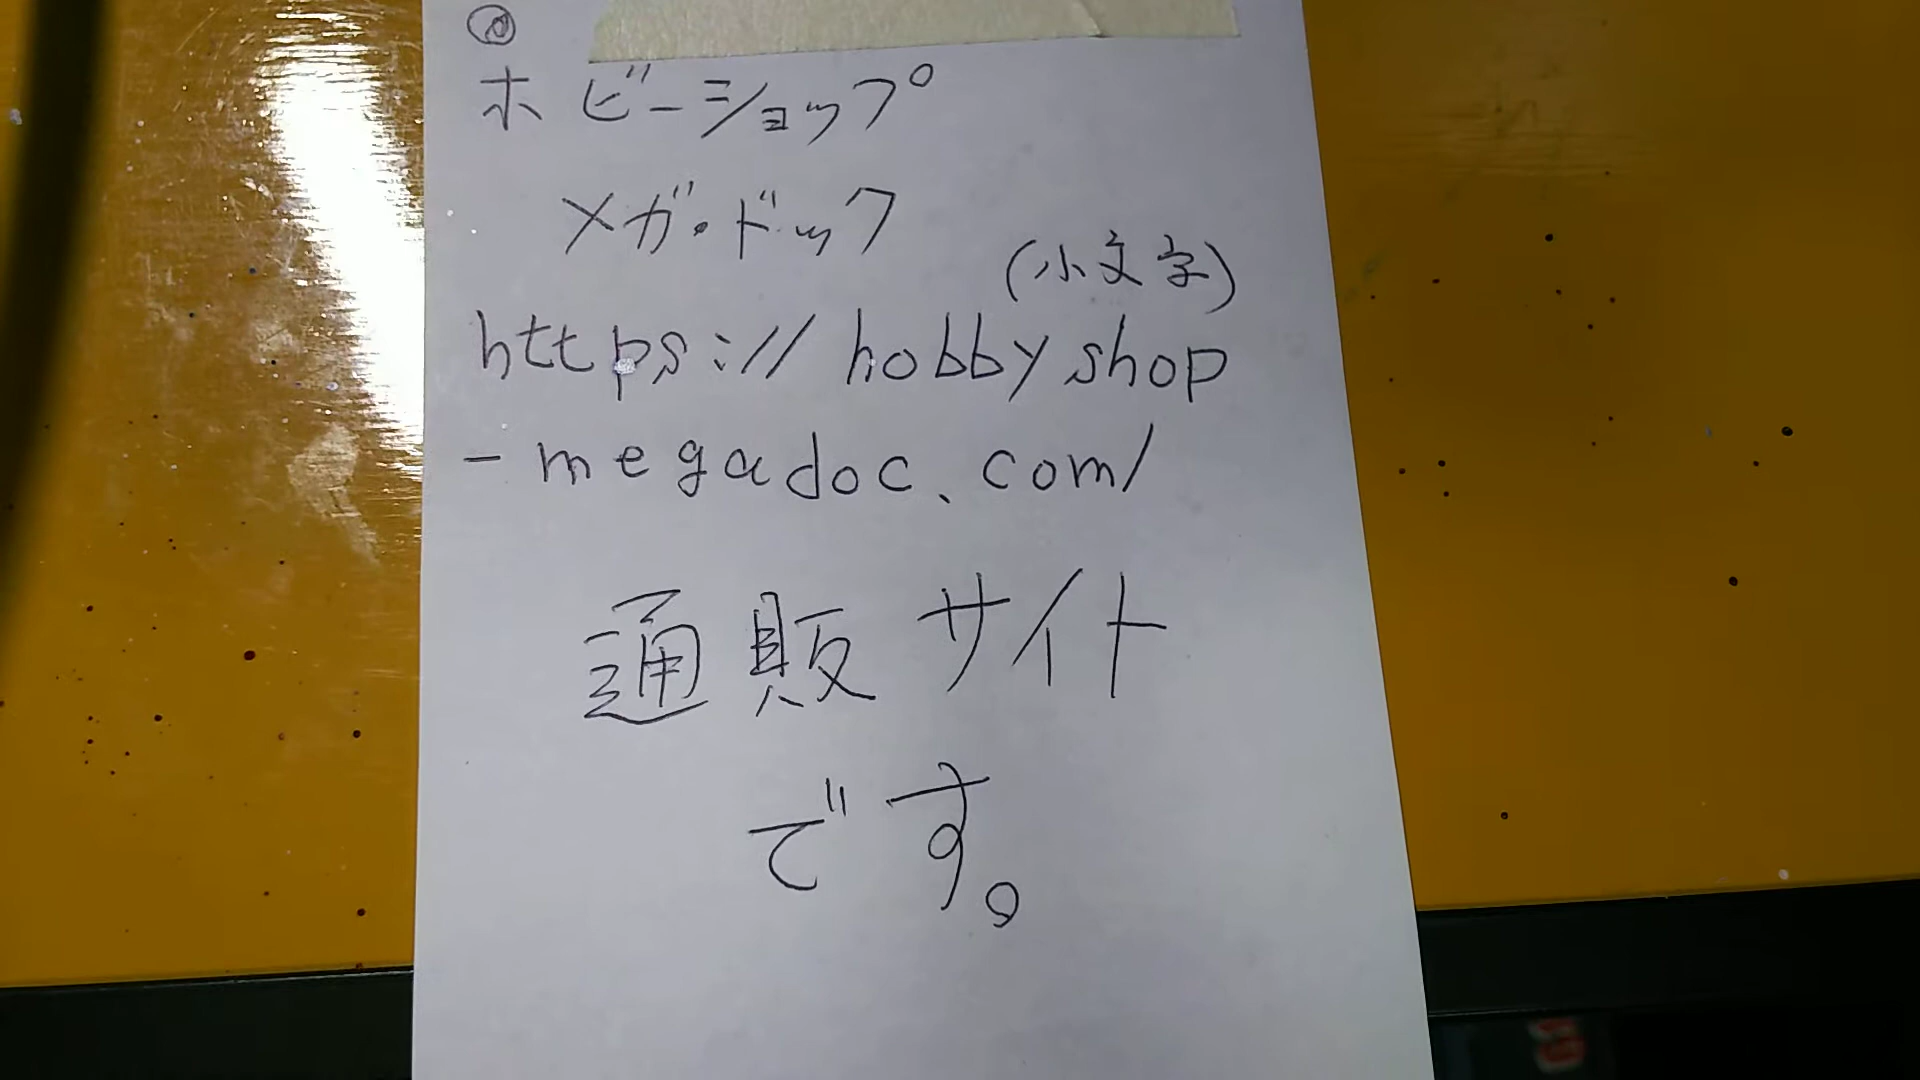 ホビーショップ
メガ・ドック
(小文字)
https://hobbyshop
-megadoc.com/
通販サイト
です。